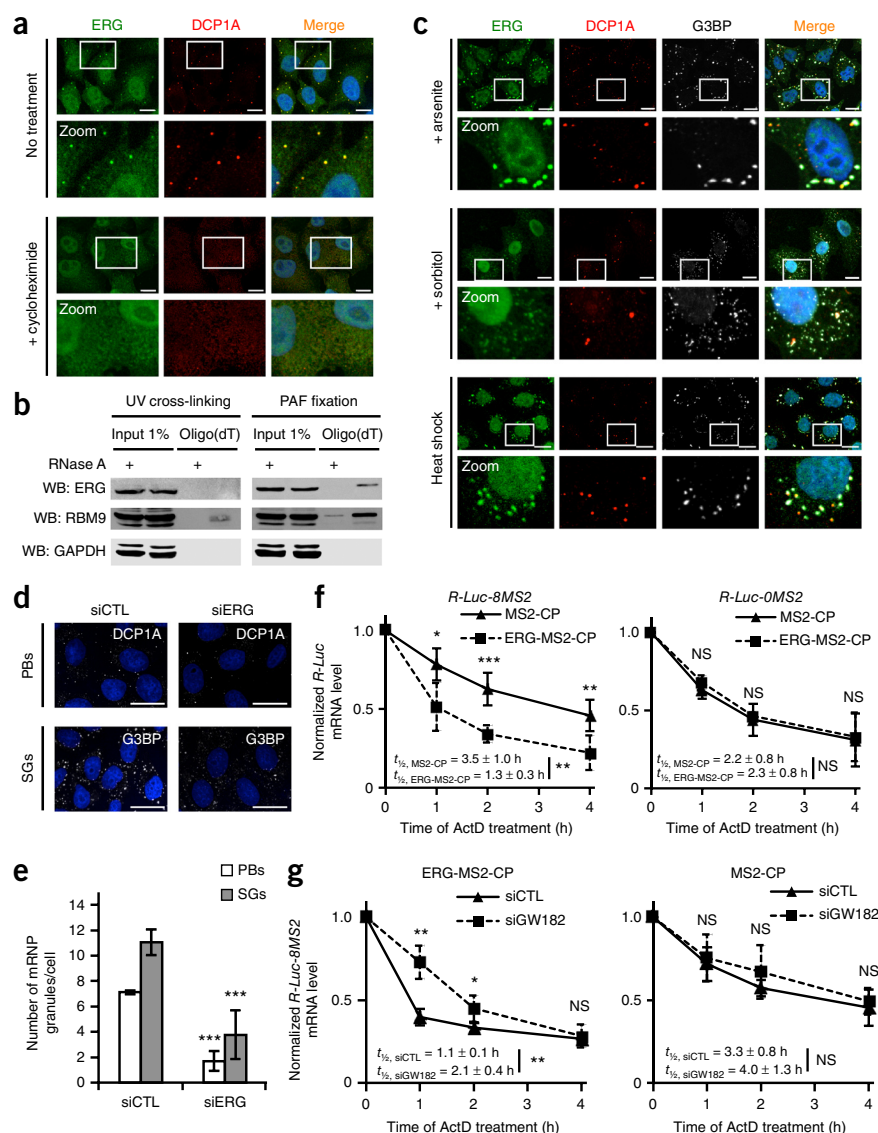 a
ERG DCP1A Merge
No treatment
Zoom
+ cycloheximide
Zoom
b
UV cross-linking PAF fixation
Input 1% Oligo(dT) Input 1% Oligo(dT)
RNase A + + + +
WB: ERG
WB: RBM9
WB: GAPDH
c
ERG DCP1A G3BP Merge
+ arsenite
Zoom
+ sorbitol
Zoom
Heat shock
Zoom
d
siCTL siERG
PBs
DCP1A DCP1A
SGs
G3BP G3BP
e
PBs
SGs
Number of mRNP
granules/cell
14
12
10
8
6
4
2
0
*** ***
siCTL siERG
f
R-Luc-8MS2
MS2-CP
ERG-MS2-CP
Normalized R-Luc
mRNA level
1.0
0.5
0
* *** **
t½, MS2-CP = 3.5 ± 1.0 h
t½, ERG-MS2-CP = 1.3 ± 0.3 h
**
0 1 2 3 4
Time of ActD treatment (h)
R-Luc-0MS2
MS2-CP
ERG-MS2-CP
1.0
0.5
0
NS NS NS
t½, MS2-CP = 2.2 ± 0.8 h
t½, ERG-MS2-CP = 2.3 ± 0.8 h
NS
0 1 2 3 4
Time of ActD treatment (h)
g
ERG-MS2-CP
siCTL
siGW182
Normalized R-Luc-8MS2
mRNA level
1.0
0.5
0
** * NS
t½, siCTL = 1.1 ± 0.1 h
t½, siGW182 = 2.1 ± 0.4 h
**
0 1 2 3 4
Time of ActD treatment (h)
MS2-CP
siCTL
siGW182
1.0
0.5
0
NS NS NS
t½, siCTL = 3.3 ± 0.8 h
t½, siGW182 = 4.0 ± 1.3 h
NS
0 1 2 3 4
Time of ActD treatment (h)